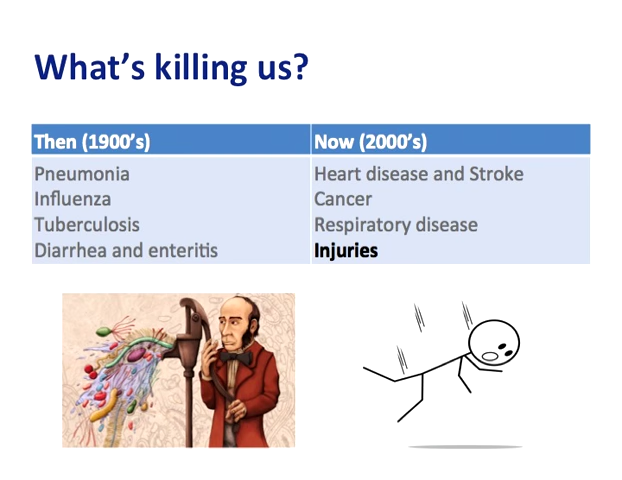 What's killing us?
Then (1900's) Now (2000's)
Pneumonia Heart disease and Stroke
Influenza Cancer
Tuberculosis Respiratory disease
Diarrhea and enteritis Injuries